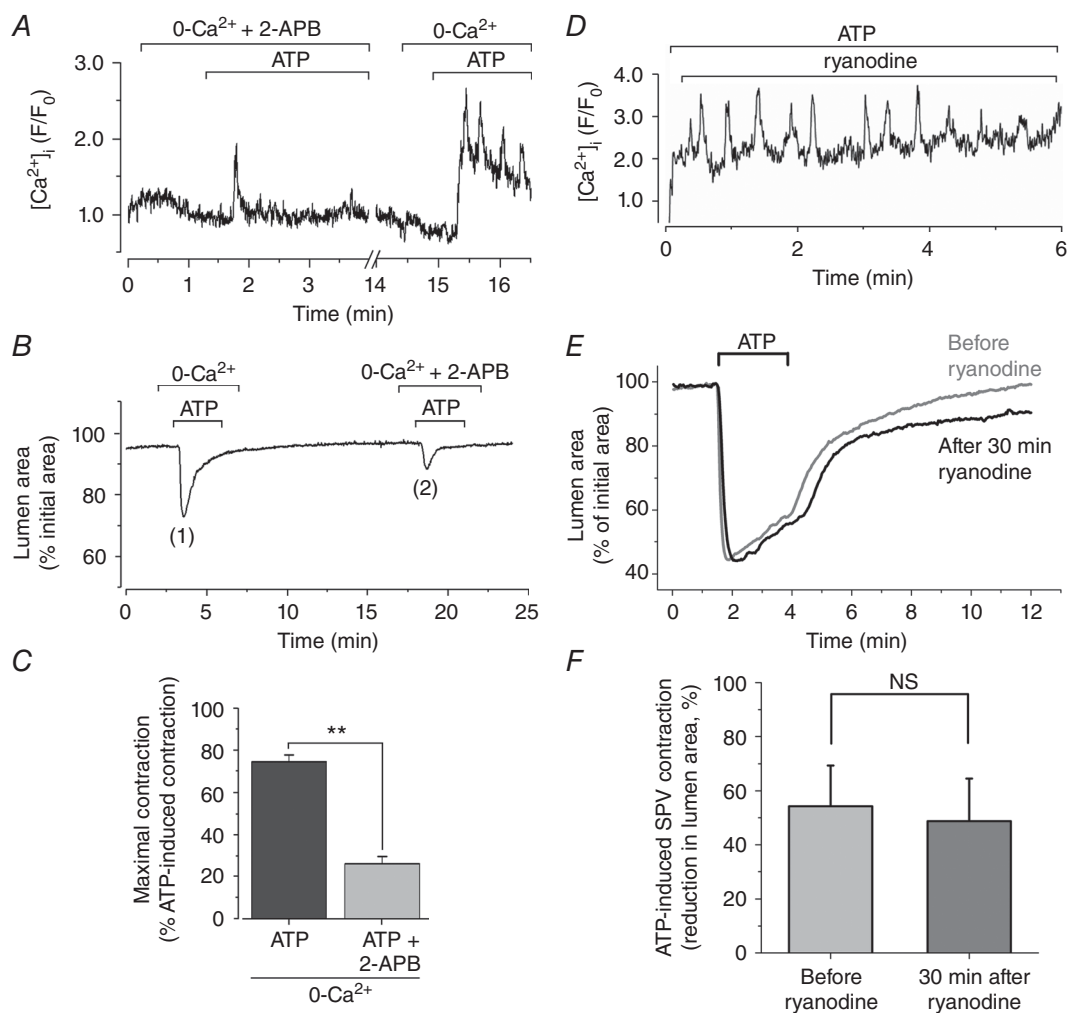 A
0-Ca²⁺ + 2-APB
0-Ca²⁺
ATP
ATP
[Ca²⁺]ᵢ (F/F₀)
3.0
2.0
1.0
0 1 2 3 4 14 15 16
Time (min)
B
0-Ca²⁺
0-Ca²⁺ + 2-APB
ATP
ATP
Lumen area
(% initial area)
100
80
60
(1)
(2)
0 5 10 15 20 25
Time (min)
C
Maximal contraction
(% ATP-induced contraction)
100
80
60
40
20
0
**
ATP
ATP +
2-APB
0-Ca²⁺
D
ATP
ryanodine
[Ca²⁺]ᵢ (F/F₀)
4.0
3.0
2.0
1.0
0 2 4 6
Time (min)
E
ATP
Before
ryanodine
After 30 min
ryanodine
Lumen area
(% of initial area)
100
80
60
40
0 2 4 6 8 10 12
Time (min)
F
NS
ATP-induced SPV contraction
(reduction in lumen area, %)
100
80
60
40
20
0
Before
ryanodine
30 min after
ryanodine